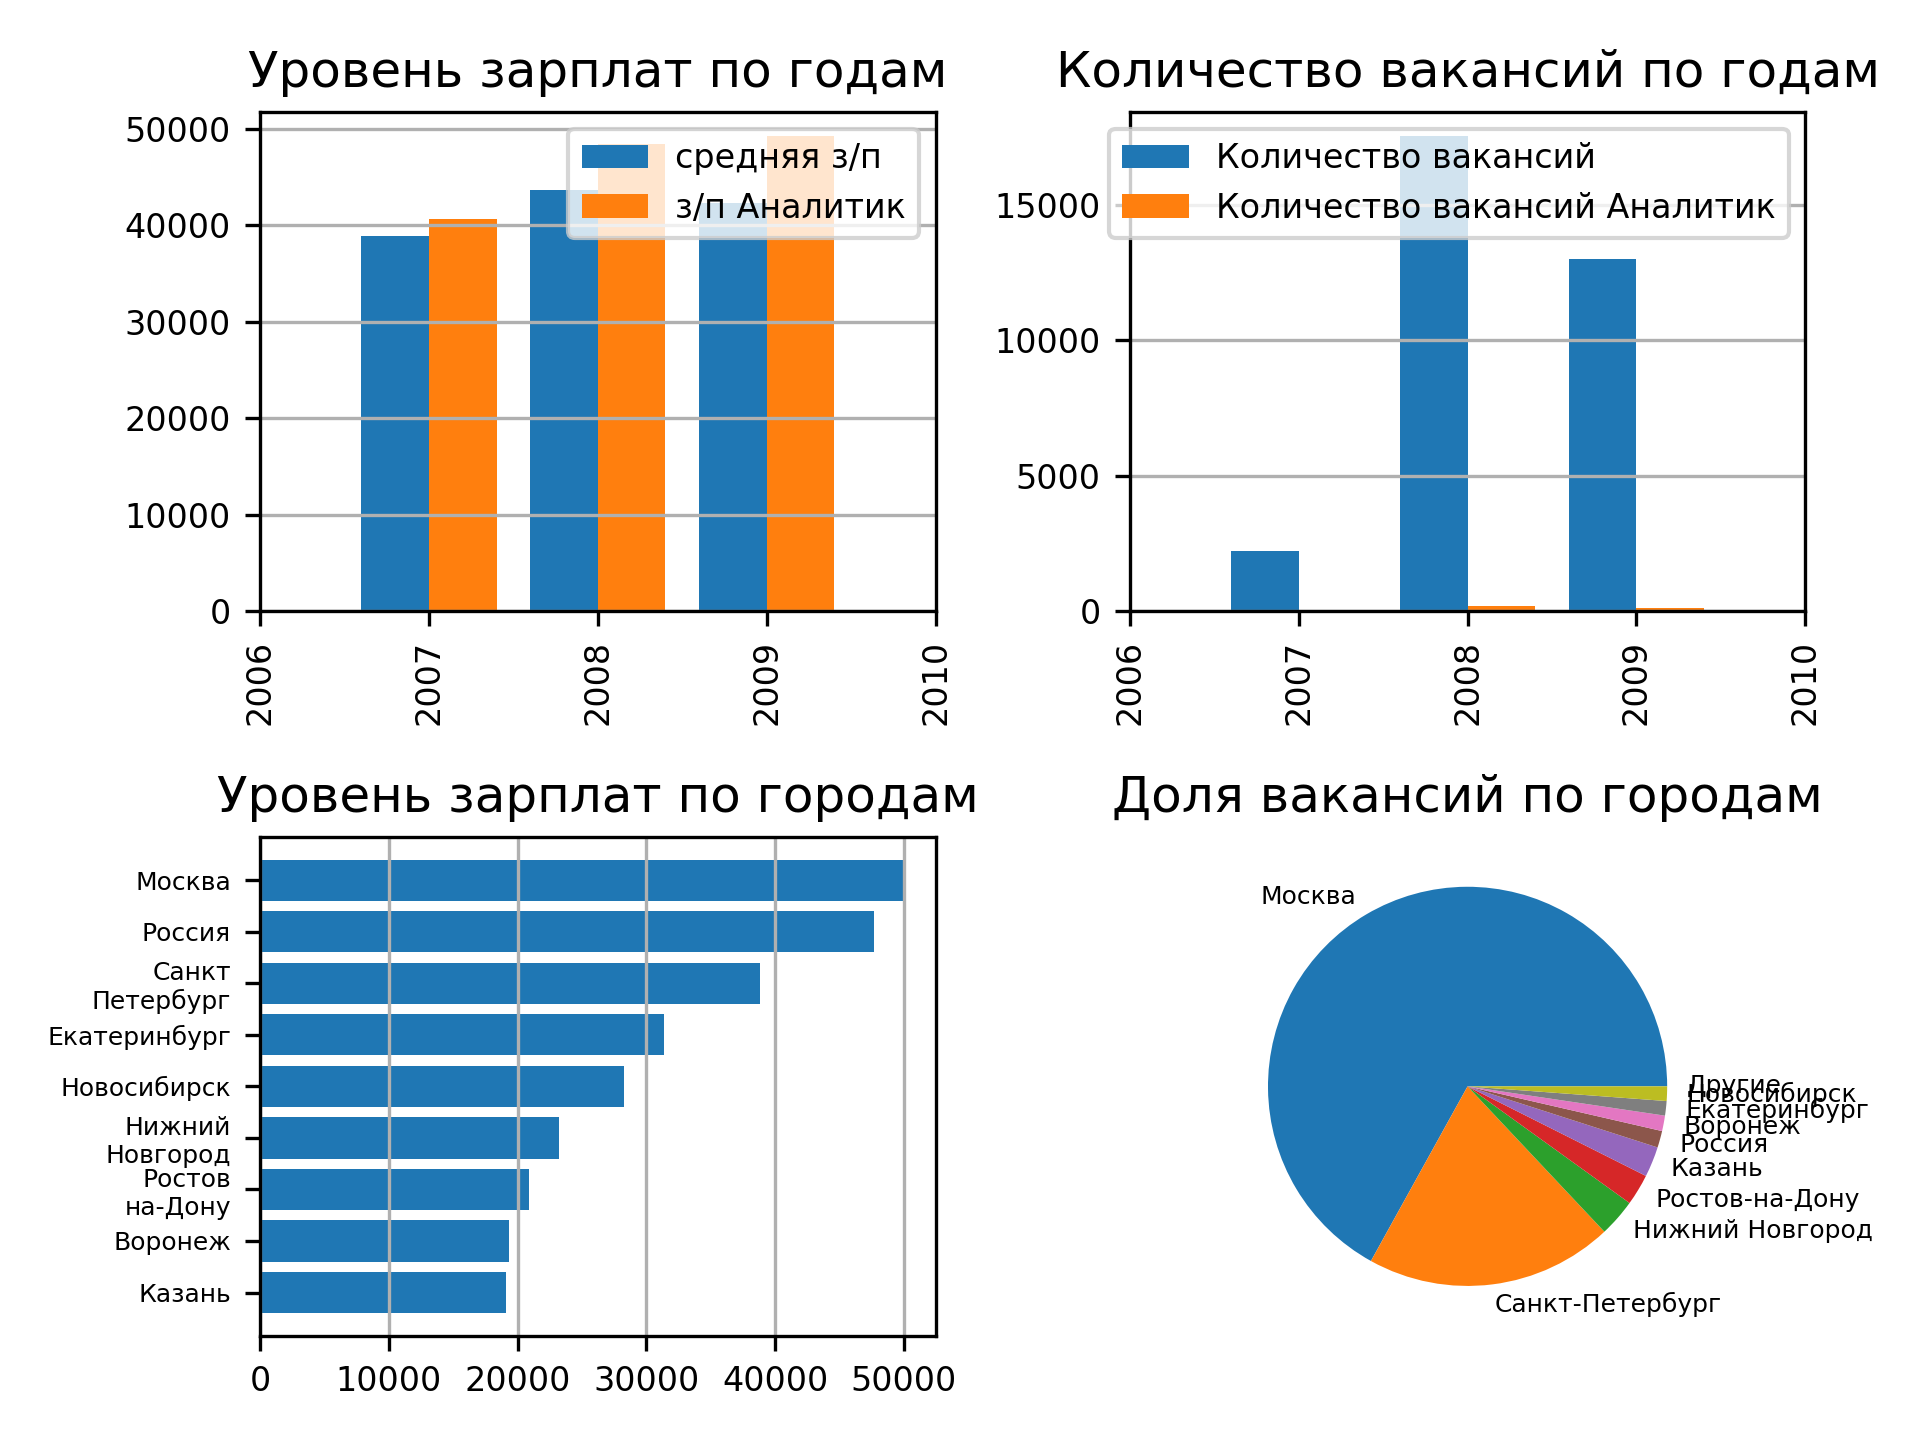 Уровень зарплат по годам
50000
40000
30000
20000
10000
0
2006
2007
2008
2009
2010
средняя з/п
з/п Аналитик
Количество вакансий по годам
15000
10000
5000
0
2006
2007
2008
2009
2010
Количество вакансий
Количество вакансий Аналитик
Уровень зарплат по городам
Москва
Россия
Санкт
Петербург
Екатеринбург
Новосибирск
Нижний
Новгород
Ростов
на-Дону
Воронеж
Казань
0
10000
20000
30000
40000
50000
Доля вакансий по городам
Москва
Другие
Новосибирск
Екатеринбург
Воронеж
Россия
Казань
Ростов-на-Дону
Нижний Новгород
Санкт-Петербург